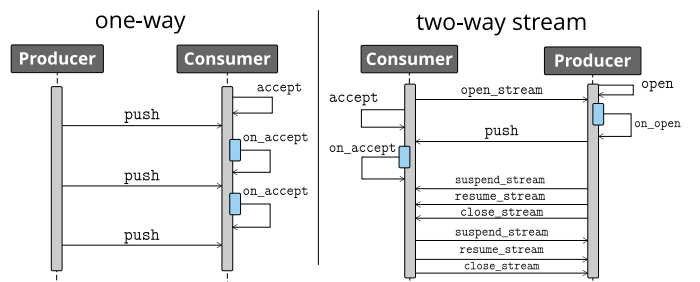 one-way
Producer
Consumer
accept
push
on_accept
push
on_accept
push
two-way stream
Consumer
Producer
open_stream
open
accept
push
on_open
on_accept
suspend_stream
resume_stream
close_stream
suspend_stream
resume_stream
close_stream